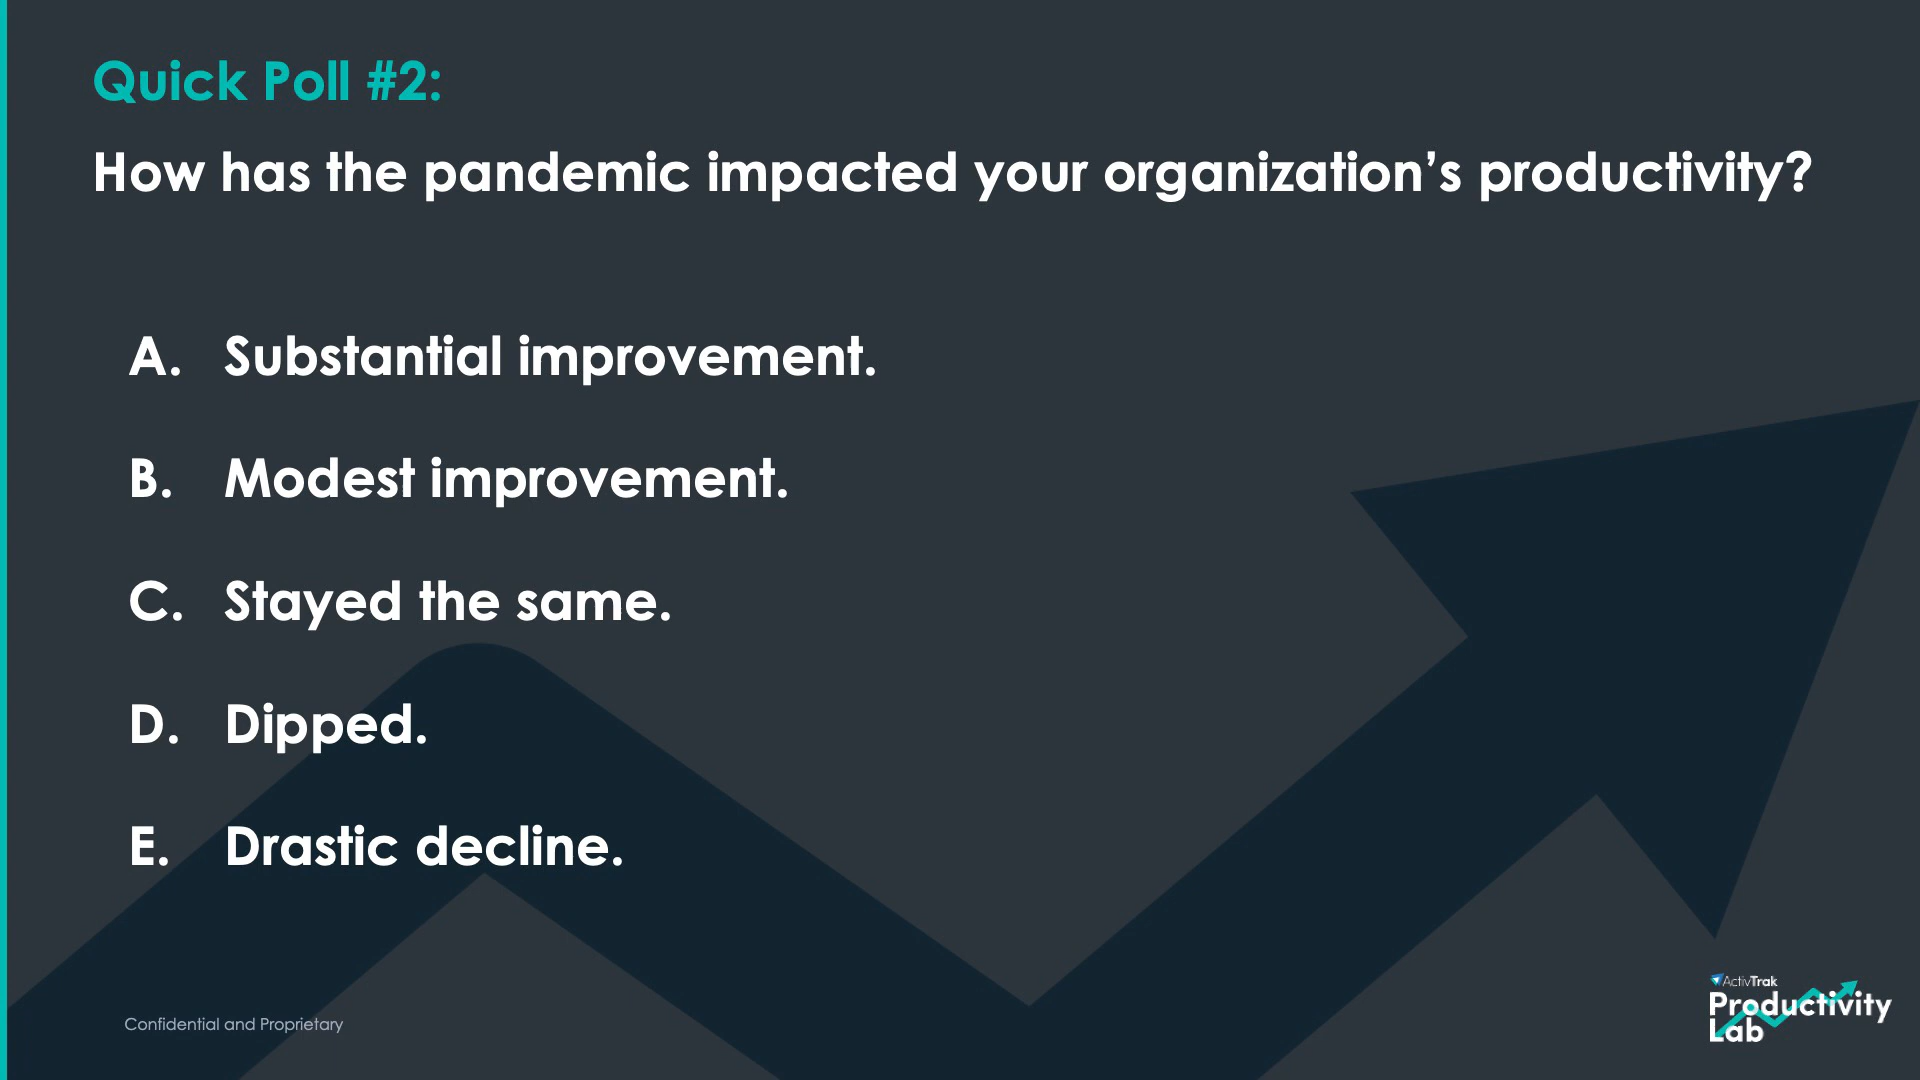 Quick Poll #2:
How has the pandemic impacted your organization’s productivity?
A. Substantial improvement.
B. Modest improvement.
C. Stayed the same.
D. Dipped.
E. Drastic decline.
Confidential and Proprietary
ActivTrak
Productivity
Lab